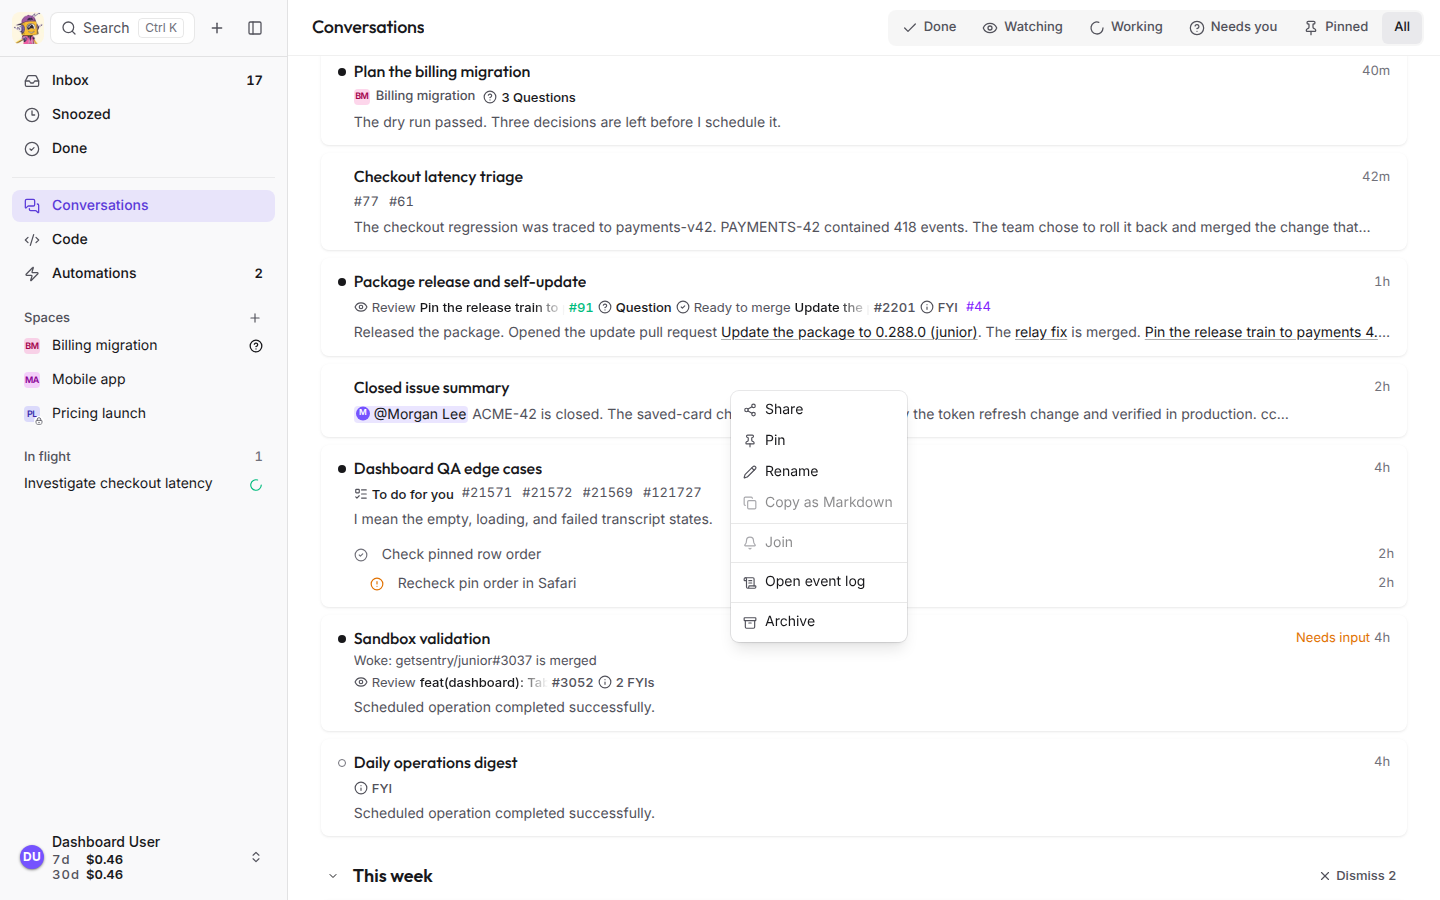 Search Ctrl K
Inbox 17
Snoozed
Done
Conversations
Code
Automations 2
Spaces
BM Billing migration
MA Mobile app
PL Pricing launch
In flight 1
Investigate checkout latency
DU Dashboard User
7d $0.46
30d $0.46
Conversations
Done Watching Working Needs you Pinned All
Plan the billing migration 40m
BM Billing migration 3 Questions
The dry run passed. Three decisions are left before I schedule it.
Checkout latency triage 42m
#77 #61
The checkout regression was traced to payments-v42. PAYMENTS-42 contained 418 events. The team chose to roll it back and merged the change that...
Package release and self-update 1h
Review Pin the release train to #91 Question Ready to merge Update the #2201 FYI #44
Released the package. Opened the update pull request Update the package to 0.288.0 (junior). The relay fix is merged. Pin the release train to payments 4....
Closed issue summary 2h
M @Morgan Lee ACME-42 is closed. The saved-card ch
the token refresh change and verified in production. cc...
Share
Pin
Rename
Copy as Markdown
Join
Open event log
Archive
Dashboard QA edge cases 4h
To do for you #21571 #21572 #21569 #121727
I mean the empty, loading, and failed transcript states.
Check pinned row order 2h
Recheck pin order in Safari 2h
Sandbox validation Needs input 4h
Woke: getsentry/junior#3037 is merged
Review feat(dashboard): Tal #3052 2 FYIs
Scheduled operation completed successfully.
Daily operations digest 4h
FYI
Scheduled operation completed successfully.
This week Dismiss 2